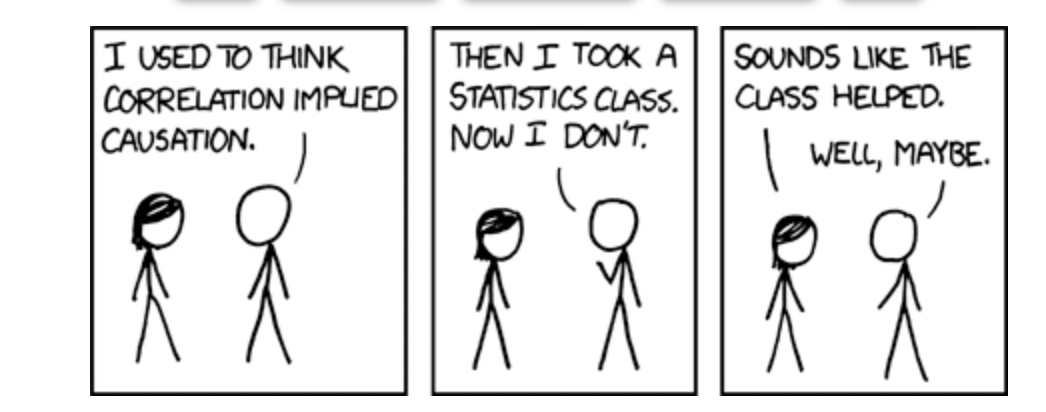 I USED TO THINK
CORRELATION IMPLIED
CAUSATION.
THEN I TOOK A
STATISTICS CLASS.
NOW I DON'T.
SOUNDS LIKE THE
CLASS HELPED.
WELL, MAYBE.